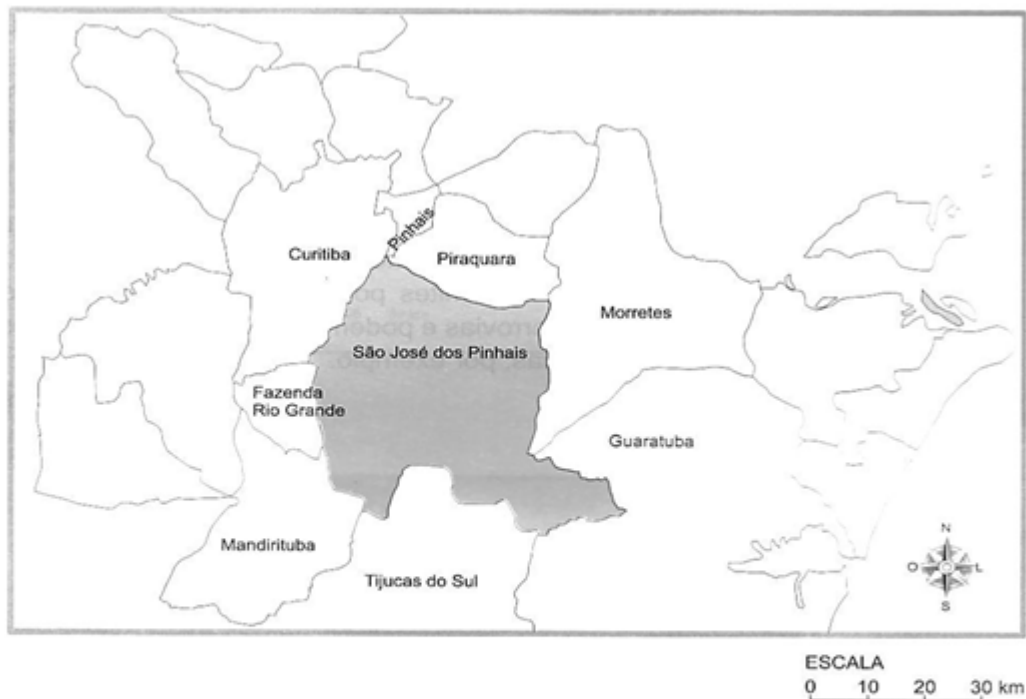 Pinhais
Curitiba
Piraquara
Morretes
São José dos Pinhais
Fazenda
Rio Grande
Guaratuba
Mandirituba
Tijucas do Sul
N
O
L
S
ESCALA
0 10 20 30 km